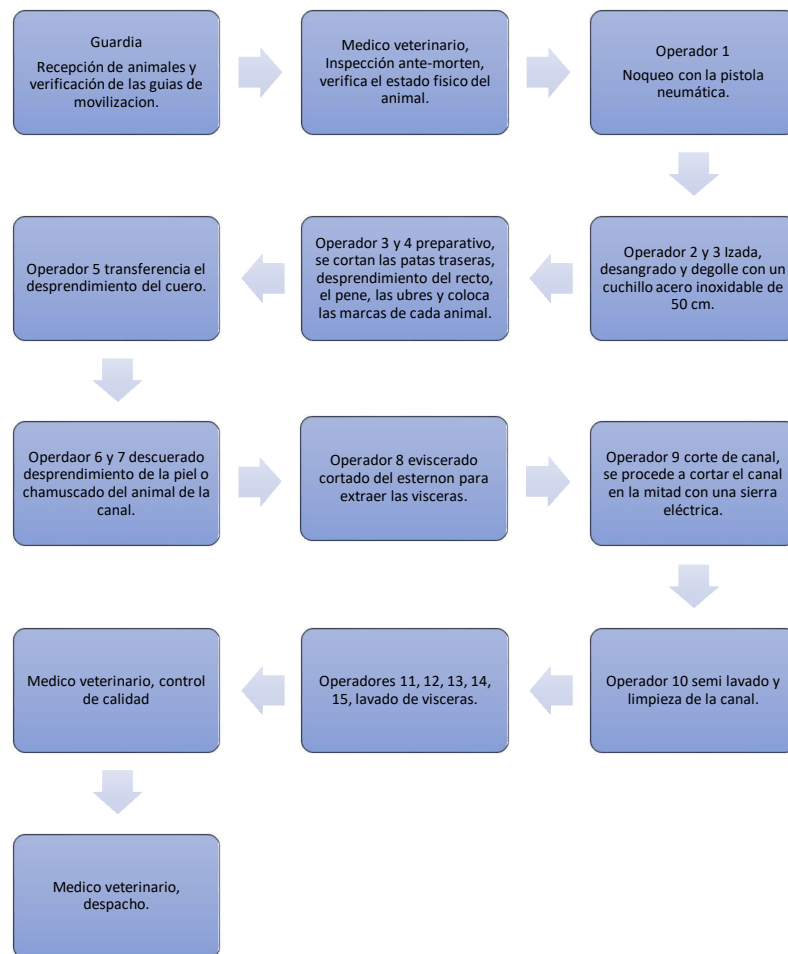 Guardia
Recepción de animales y
verificación de las guias de
movilizacion.
Medico veterinario,
Inspección ante-morten,
verifica el estado fisico del
animal.
Operador 1
Noqueo con la pistola
neumática.
Operador 2 y 3 Izada,
desangrado y degolle con un
cuchillo acero inoxidable de
50 cm.
Operador 3 y 4 preparativo,
se cortan las patas traseras,
desprendimiento del recto,
el pene, las ubres y coloca
las marcas de cada animal.
Operador 5 transferencia el
desprendimiento del cuero.
Operdaor 6 y 7 descuerado
desprendimiento de la piel o
chamuscado del animal de la
canal.
Operador 8 eviscerado
cortado del esternon para
extraer las visceras.
Operador 9 corte de canal,
se procede a cortar el canal
en la mitad con una sierra
eléctrica.
Operador 10 semi lavado y
limpieza de la canal.
Operadores 11, 12, 13, 14,
15, lavado de visceras.
Medico veterinario, control
de calidad
Medico veterinario,
despacho.